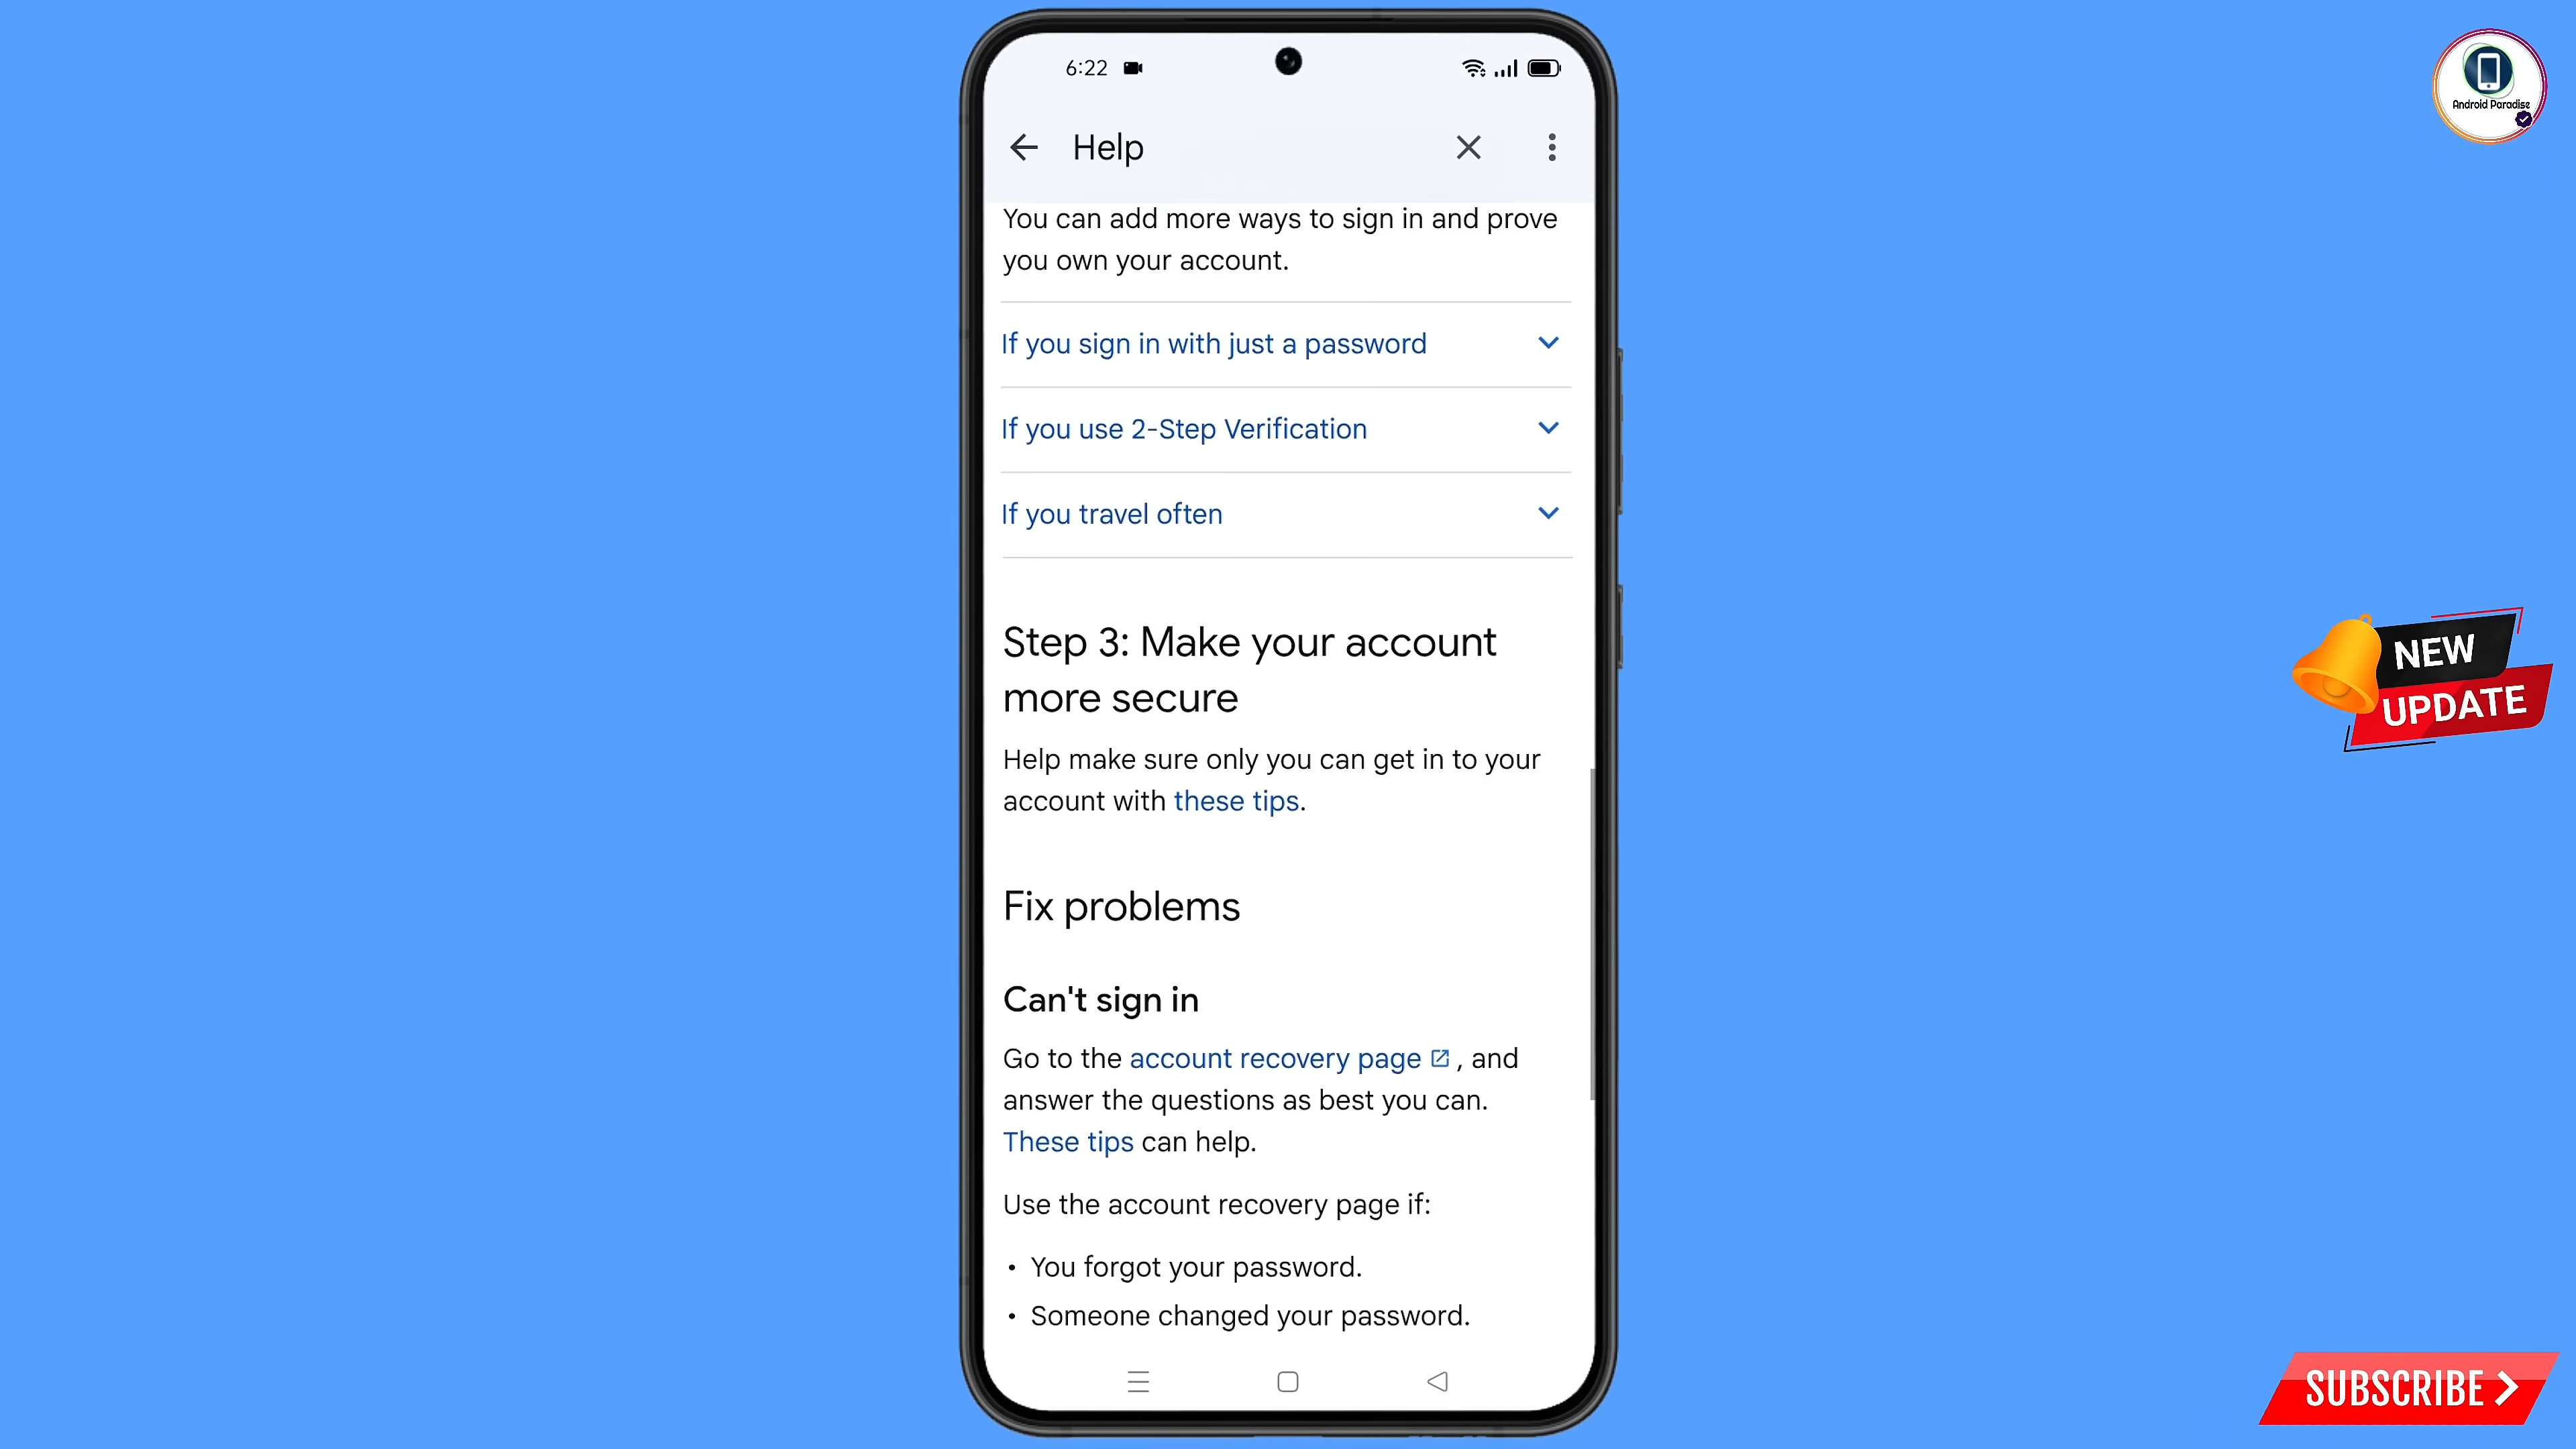 6:22
Android Paradise
Help
You can add more ways to sign in and prove
you own your account.
If you sign in with just a password
If you use 2-Step Verification
If you travel often
Step 3: Make your account
more secure
Help make sure only you can get in to your
account with these tips.
Fix problems
Can't sign in
Go to the account recovery page , and
answer the questions as best you can.
These tips can help.
Use the account recovery page if:
• You forgot your password.
• Someone changed your password.
NEW
UPDATE
SUBSCRIBE